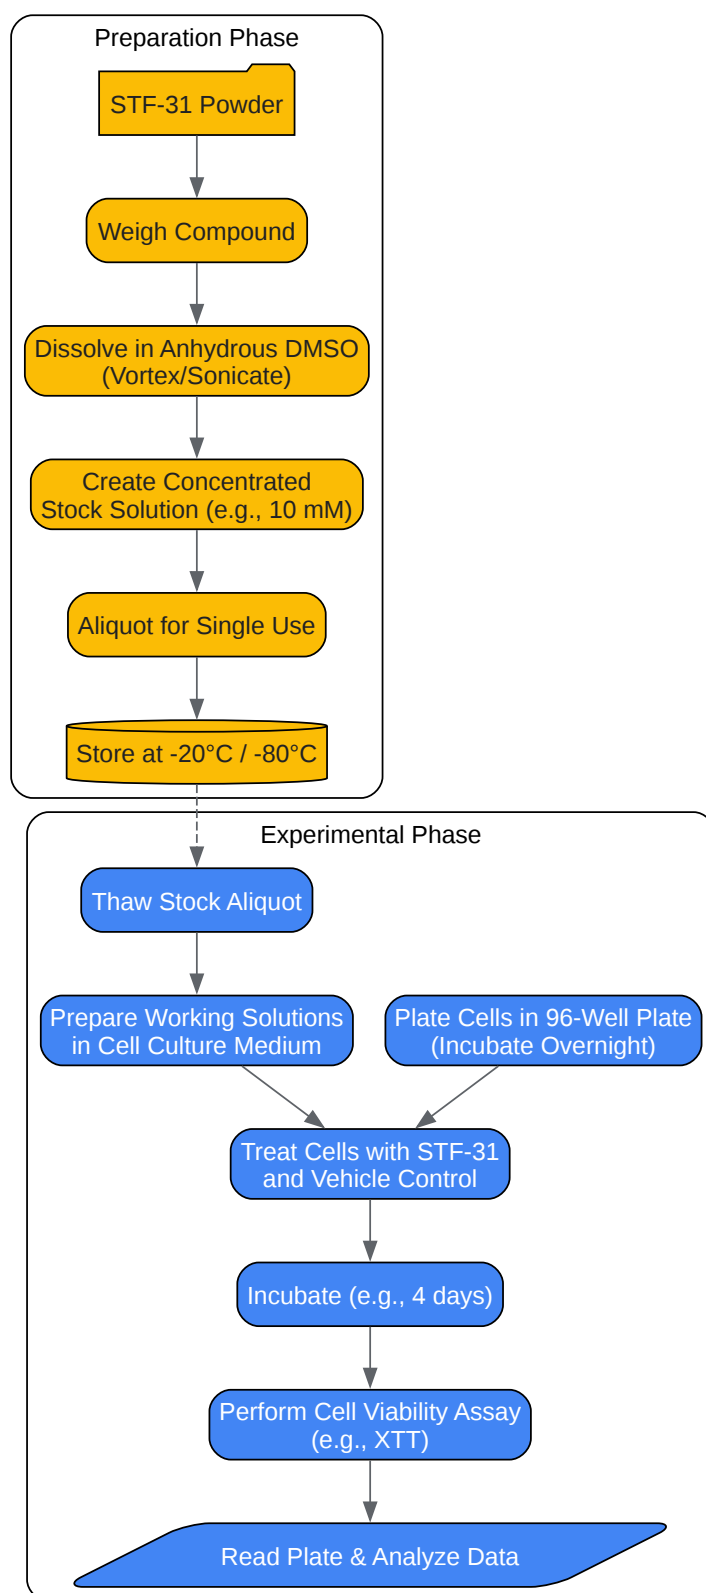 Preparation Phase
STF-31 Powder
Weigh Compound
Dissolve in Anhydrous DMSO
(Vortex/Sonicate)
Create Concentrated
Stock Solution (e.g., 10 mM)
Aliquot for Single Use
Store at -20°C / -80°C
Experimental Phase
Thaw Stock Aliquot
Prepare Working Solutions
in Cell Culture Medium
Plate Cells in 96-Well Plate
(Incubate Overnight)
Treat Cells with STF-31
and Vehicle Control
Incubate (e.g., 4 days)
Perform Cell Viability Assay
(e.g., XTT)
Read Plate & Analyze Data